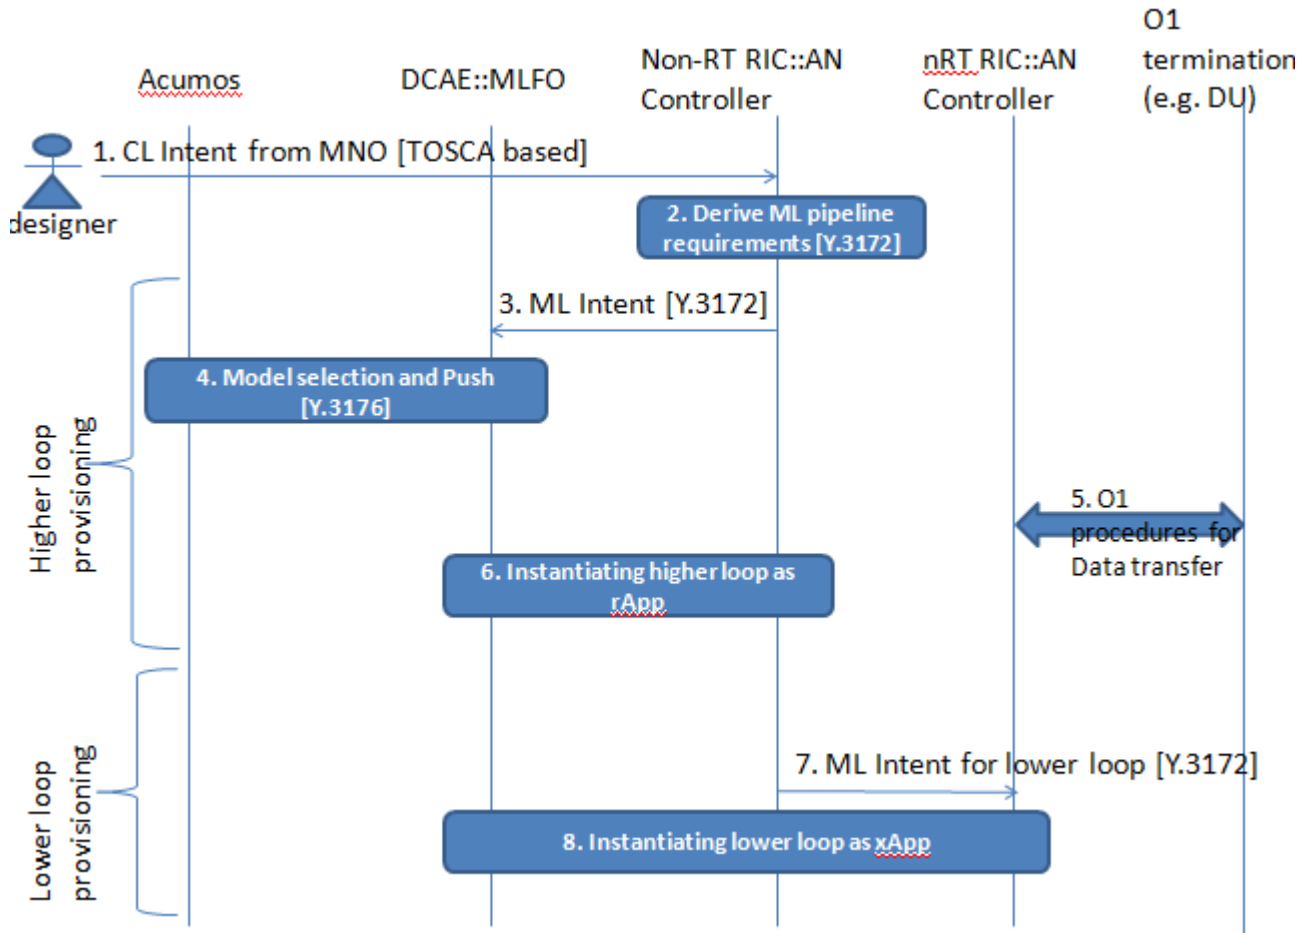 O1
termination
(e.g. DU)
Acumos
DCAE::MLFO
Non-RT RIC::AN
Controller
nRT RIC::AN
Controller
1. CL Intent from MNO [TOSCA based]
designer
2. Derive ML pipeline
requirements [Y.3172]
3. ML Intent [Y.3172]
4. Model selection and Push
[Y.3176]
Higher loop
provisioning
5. O1
procedures for
Data transfer
6. Instantiating higher loop as
rApp
Lower loop
provisioning
7. ML Intent for lower loop [Y.3172]
8. Instantiating lower loop as xApp